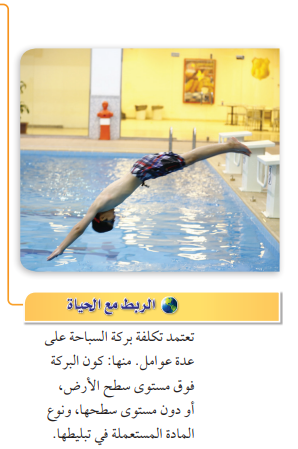 الربط مع الحياة
تعتمد تكلفة بركة السباحة على
عدة عوامل. منها: كون البركة
فوق مستوى سطح الأرض،
أو دون مستوى سطحها، ونوع
المادة المستعملة في تبليطها.